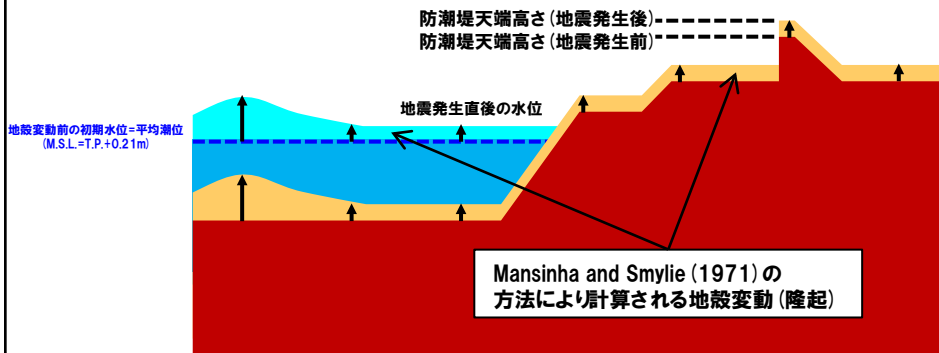 防潮堤天端高さ(地震発生後)
防潮堤天端高さ(地震発生前)
地震発生直後の水位
地殻変動前の初期水位=平均潮位
(M.S.L.=T.P.+0.21m)
Mansinha and Smylie(1971)の
方法により計算される地殻変動(隆起)